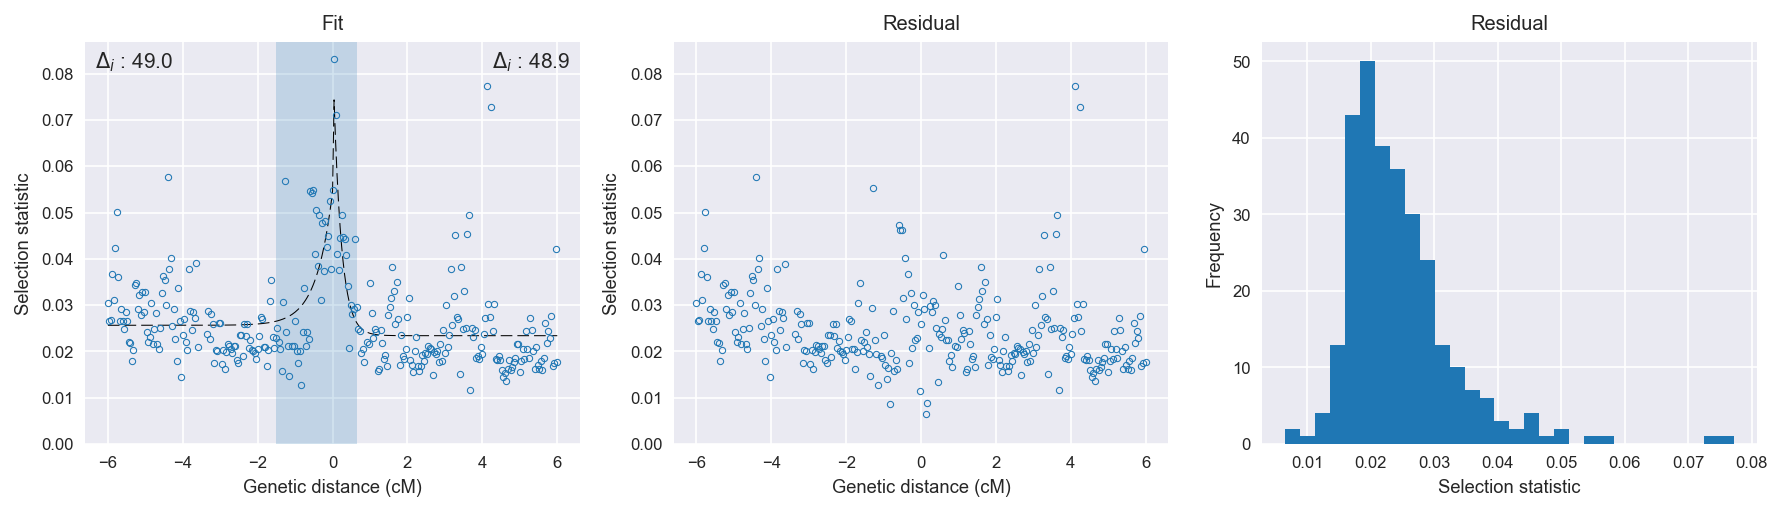 Fit
Δi : 49.0
Δi : 48.9
Selection statistic
0.08
0.07
0.06
0.05
0.04
0.03
0.02
0.01
0.00
−6 −4 −2 0 2 4 6
Genetic distance (cM)
Residual
Selection statistic
0.08
0.07
0.06
0.05
0.04
0.03
0.02
0.01
0.00
−6 −4 −2 0 2 4 6
Genetic distance (cM)
Residual
Frequency
50
40
30
20
10
0
0.01 0.02 0.03 0.04 0.05 0.06 0.07 0.08
Selection statistic